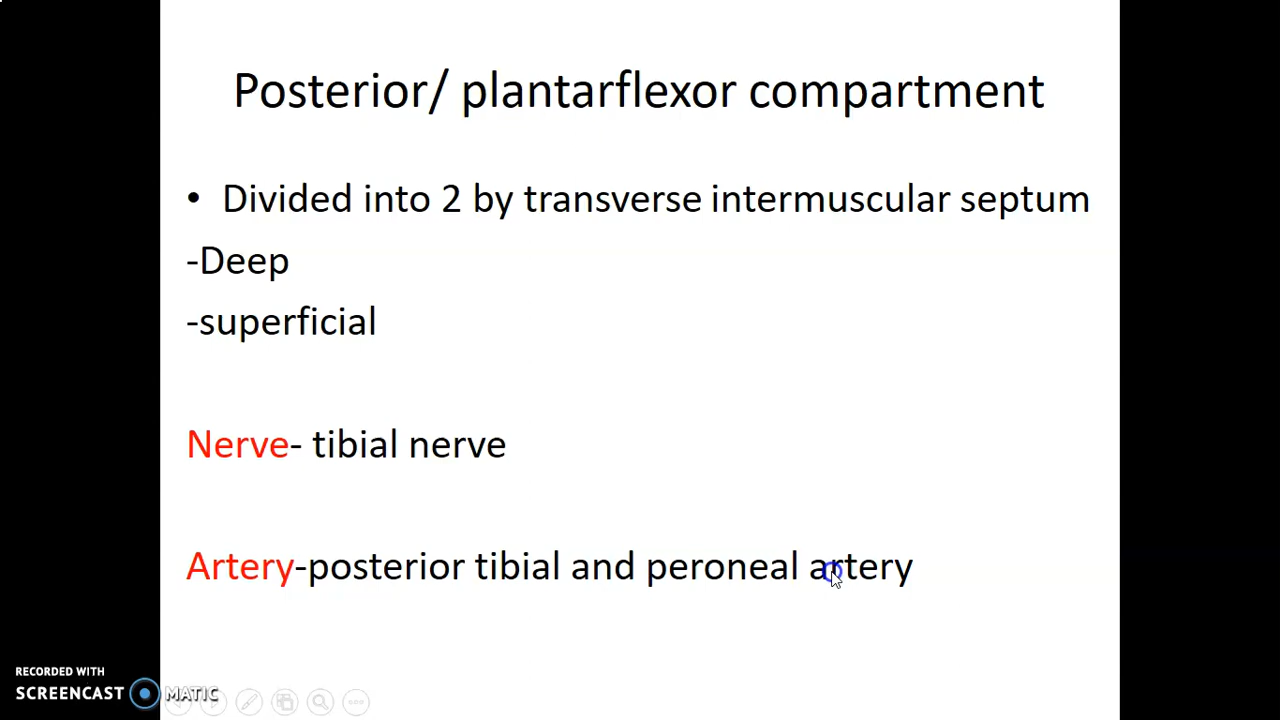 Posterior/ plantarflexor compartment
• Divided into 2 by transverse intermuscular septum
-Deep
-superficial
Nerve- tibial nerve
Artery-posterior tibial and peroneal artery
RECORDED WITH
SCREENCAST MATIC